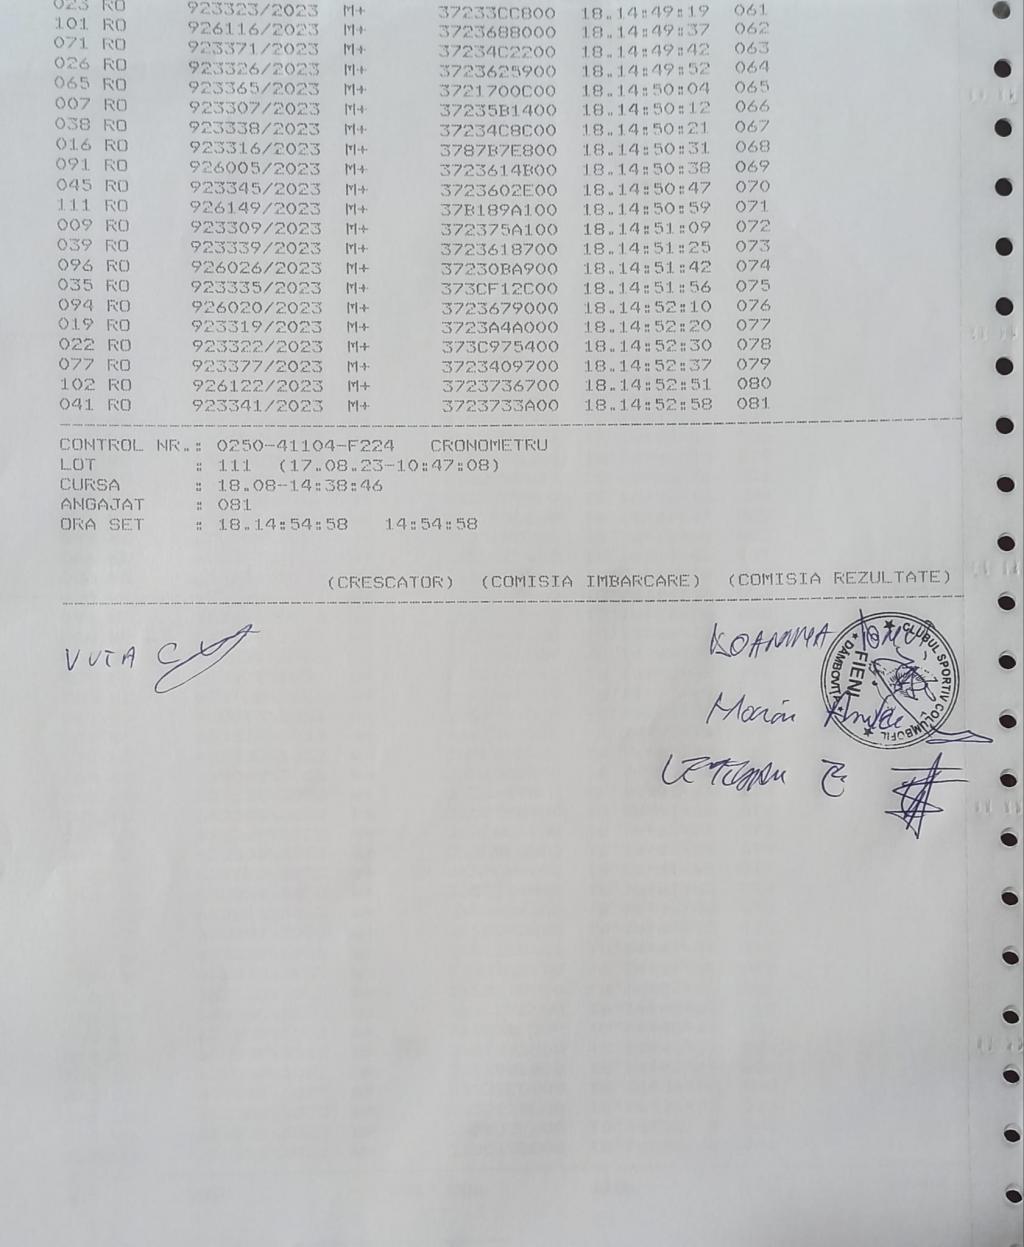 023 RO 923323/2023 M+ 37233CC800 18.14:49:19 061
101 RO 926116/2023 M+ 3723688000 18.14:49:37 062
071 RO 923371/2023 M+ 37234C2200 18.14:49:42 063
026 RO 923326/2023 M+ 3723625900 18.14:49:52 064
065 RO 923365/2023 M+ 3721700C00 18.14:50:04 065
007 RO 923307/2023 M+ 37235B1400 18.14:50:12 066
038 RO 923338/2023 M+ 37234C8C00 18.14:50:21 067
016 RO 923316/2023 M+ 3787B7E800 18.14:50:31 068
091 RO 926005/2023 M+ 3723614B00 18.14:50:38 069
045 RO 923345/2023 M+ 3723602E00 18.14:50:47 070
111 RO 926149/2023 M+ 37B189A100 18.14:50:59 071
009 RO 923309/2023 M+ 372375A100 18.14:51:09 072
039 RO 923339/2023 M+ 3723618700 18.14:51:25 073
096 RO 926026/2023 M+ 37230BA900 18.14:51:42 074
035 RO 923335/2023 M+ 373CF12C00 18.14:51:56 075
094 RO 926020/2023 M+ 3723679000 18.14:52:10 076
019 RO 923319/2023 M+ 3723A4A000 18.14:52:20 077
022 RO 923322/2023 M+ 373C975400 18.14:52:30 078
077 RO 923377/2023 M+ 3723409700 18.14:52:37 079
102 RO 926122/2023 M+ 3723736700 18.14:52:51 080
041 RO 923341/2023 M+ 3723733A00 18.14:52:58 081
CONTROL NR.: 0250-41104-F224 CRONOMETRU
LOT : 111 (17.08.23-10:47:08)
CURSA : 18.08-14:38:46
ANGAJAT : 081
ORA SET : 18.14:54:58 14:54:58
(CRESCATOR) (COMISIA IMBARCARE) (COMISIA REZULTATE)
VUTA
CLUBUL SPORTIV COLUMBOFIL
FIENI
DÂMBOVIȚA